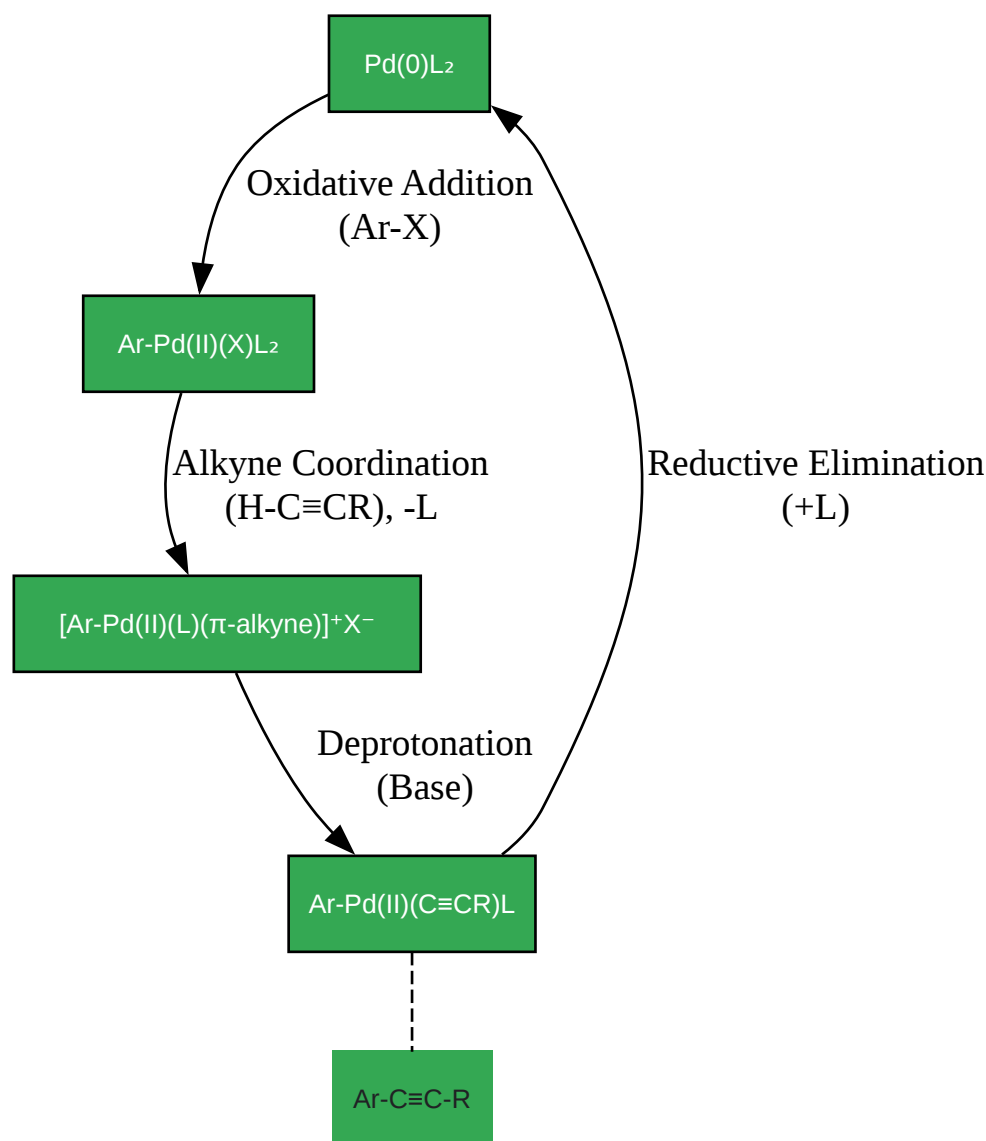 Pd(0)L₂
Oxidative Addition
(Ar-X)
Ar-Pd(II)(X)L₂
Alkyne Coordination
(H-C≡CR), -L
Reductive Elimination
(+L)
[Ar-Pd(II)(L)(π-alkyne)]⁺X⁻
Deprotonation
(Base)
Ar-Pd(II)(C≡CR)L
Ar-C≡C-R